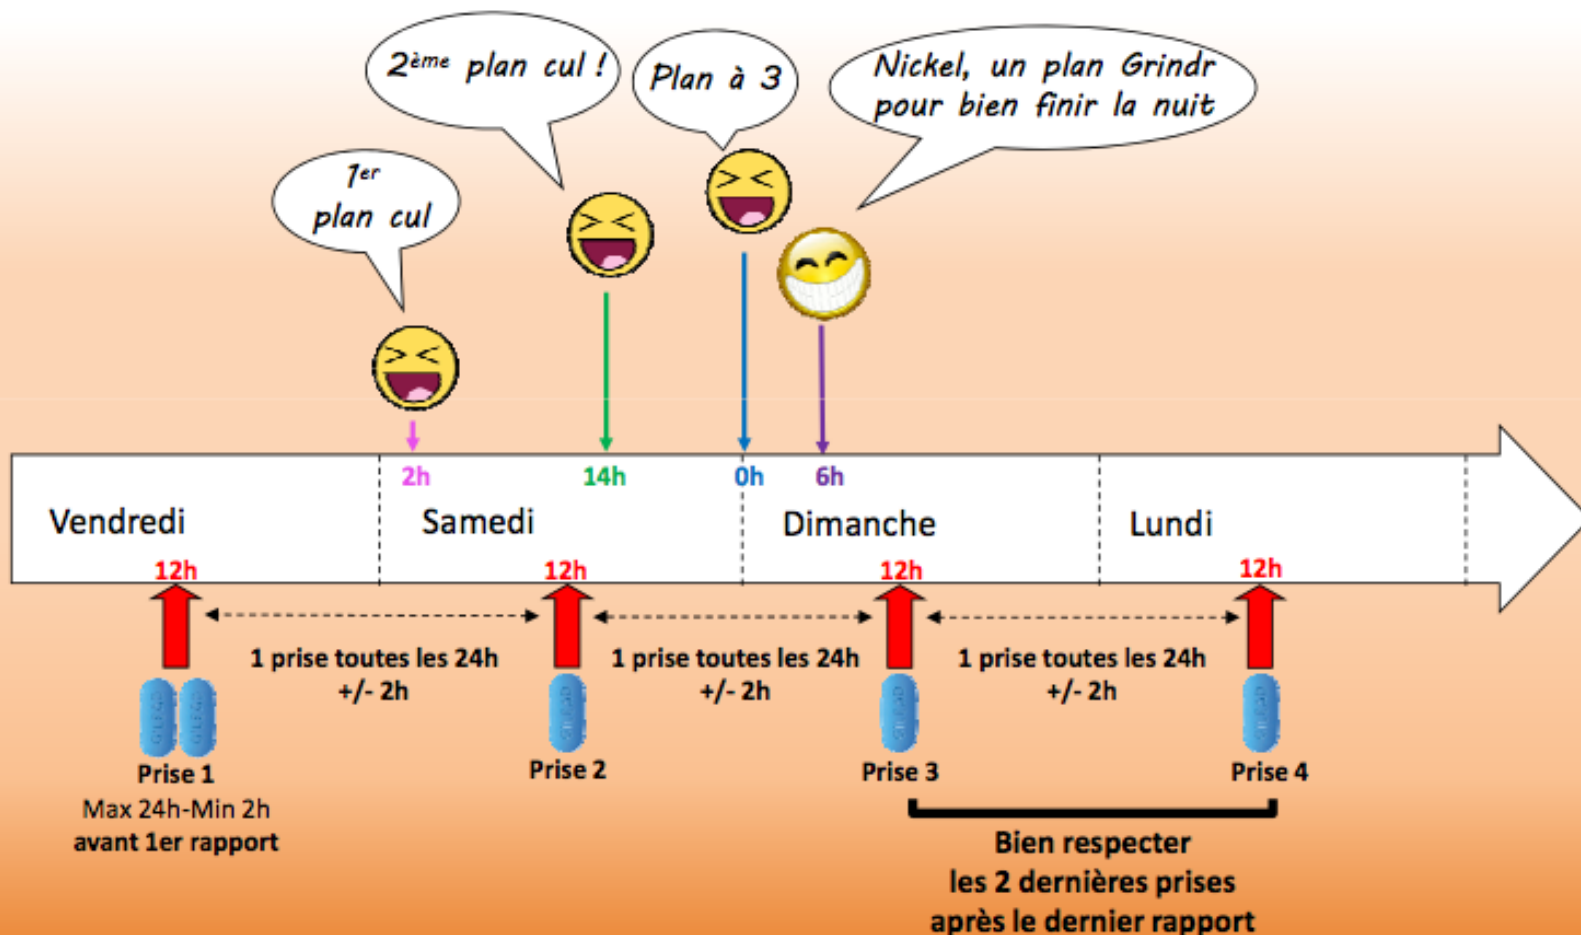 2ème plan cul !
Plan à 3
Nickel, un plan Grindr
pour bien finir la nuit
1er
plan cul
2h
14h
0h
6h
Vendredi
Samedi
Dimanche
Lundi
12h
12h
12h
12h
1 prise toutes les 24h
+/- 2h
1 prise toutes les 24h
+/- 2h
1 prise toutes les 24h
+/- 2h
Prise 1
Max 24h-Min 2h
avant 1er rapport
Prise 2
Prise 3
Prise 4
Bien respecter
les 2 dernières prises
après le dernier rapport